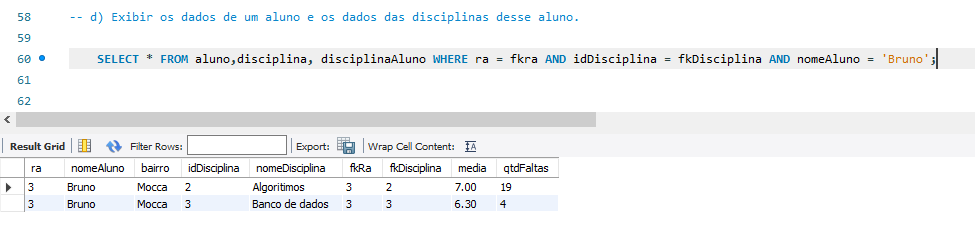 58 -- d) Exibir os dados de um aluno e os dados das disciplinas desse aluno.
59
60 SELECT * FROM aluno,disciplina, disciplinaAluno WHERE ra = fkra AND idDisciplina = fkDisciplina AND nomeAluno = 'Bruno';
61
62
Result Grid Filter Rows: Export: Wrap Cell Content:
ra nomeAluno bairro idDisciplina nomeDisciplina fkRa fkDisciplina media qtdFaltas
3 Bruno Mocca 2 Algoritimos 3 2 7.00 19
3 Bruno Mocca 3 Banco de dados 3 3 6.30 4